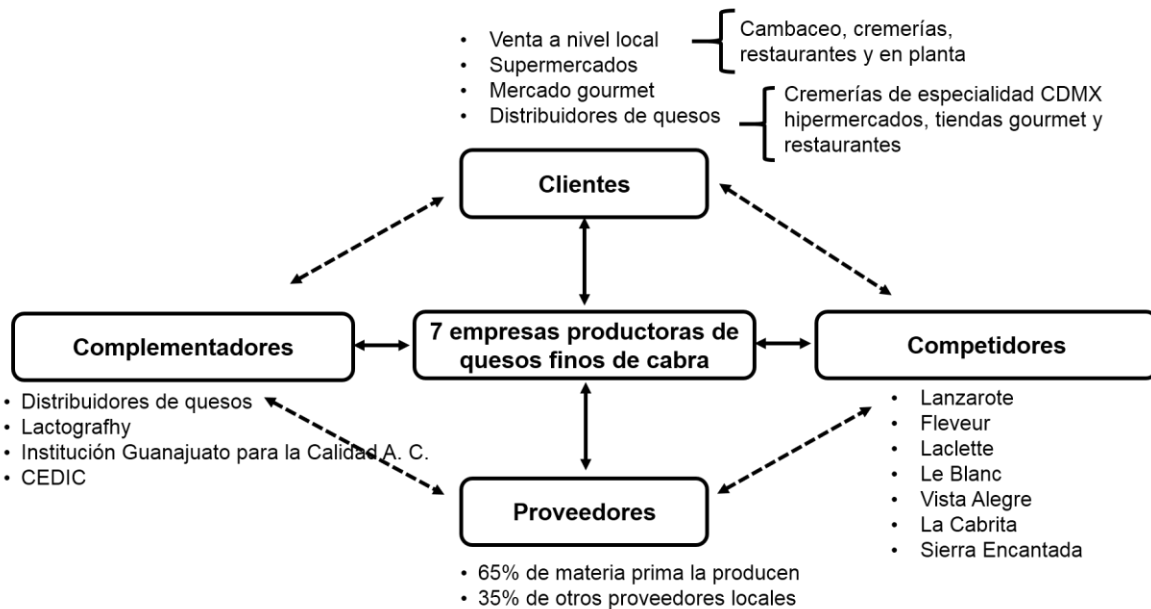 • Venta a nivel local
• Supermercados
• Mercado gourmet
• Distribuidores de quesos
Cambaceo, cremerías,
restaurantes y en planta
Cremerías de especialidad CDMX
hipermercados, tiendas gourmet y
restaurantes
Clientes
Complementadores
7 empresas productoras de
quesos finos de cabra
Competidores
• Distribuidores de quesos
• Lactografhy
• Institución Guanajuato para la Calidad A. C.
• CEDIC
• Lanzarote
• Fleveur
• Laclette
• Le Blanc
• Vista Alegre
• La Cabrita
• Sierra Encantada
Proveedores
• 65% de materia prima la producen
• 35% de otros proveedores locales